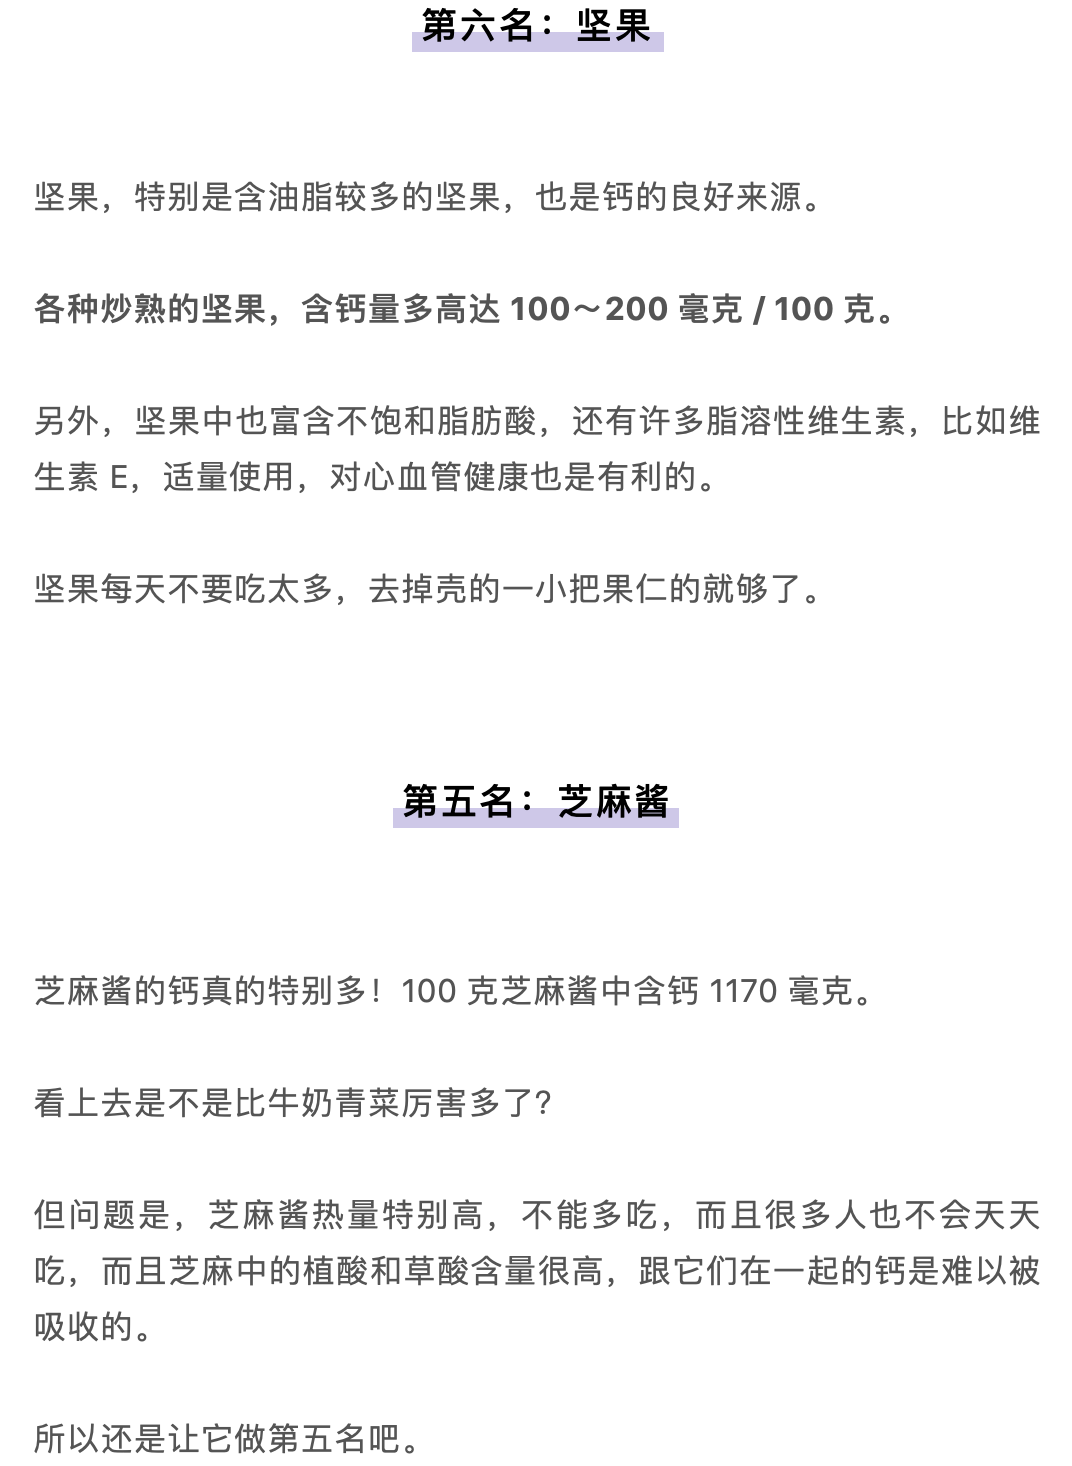 第六名：坚果
坚果，特别是含油脂较多的坚果，也是钙的良好来源。
各种炒熟的坚果，含钙量多高达 100～200 毫克 / 100 克。
另外，坚果中也富含不饱和脂肪酸，还有许多脂溶性维生素，比如维
生素 E，适量使用，对心血管健康也是有利的。
坚果每天不要吃太多，去掉壳的一小把果仁的就够了。
第五名：芝麻酱
芝麻酱的钙真的特别多！100 克芝麻酱中含钙 1170 毫克。
看上去是不是比牛奶青菜厉害多了?
但问题是，芝麻酱热量特别高，不能多吃，而且很多人也不会天天
吃，而且芝麻中的植酸和草酸含量很高，跟它们在一起的钙是难以被
吸收的。
所以还是让它做第五名吧。